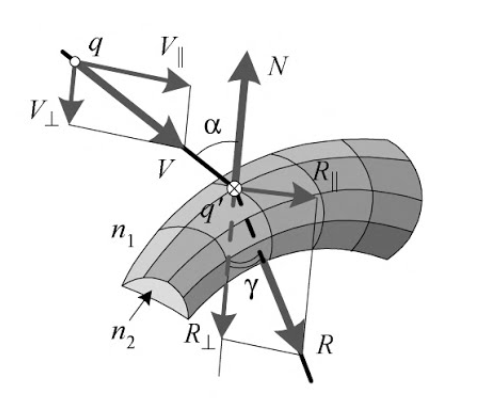 q
V∥
N
V⊥
α
V
R∥
q′
n₁
γ
n₂
R⊥
R